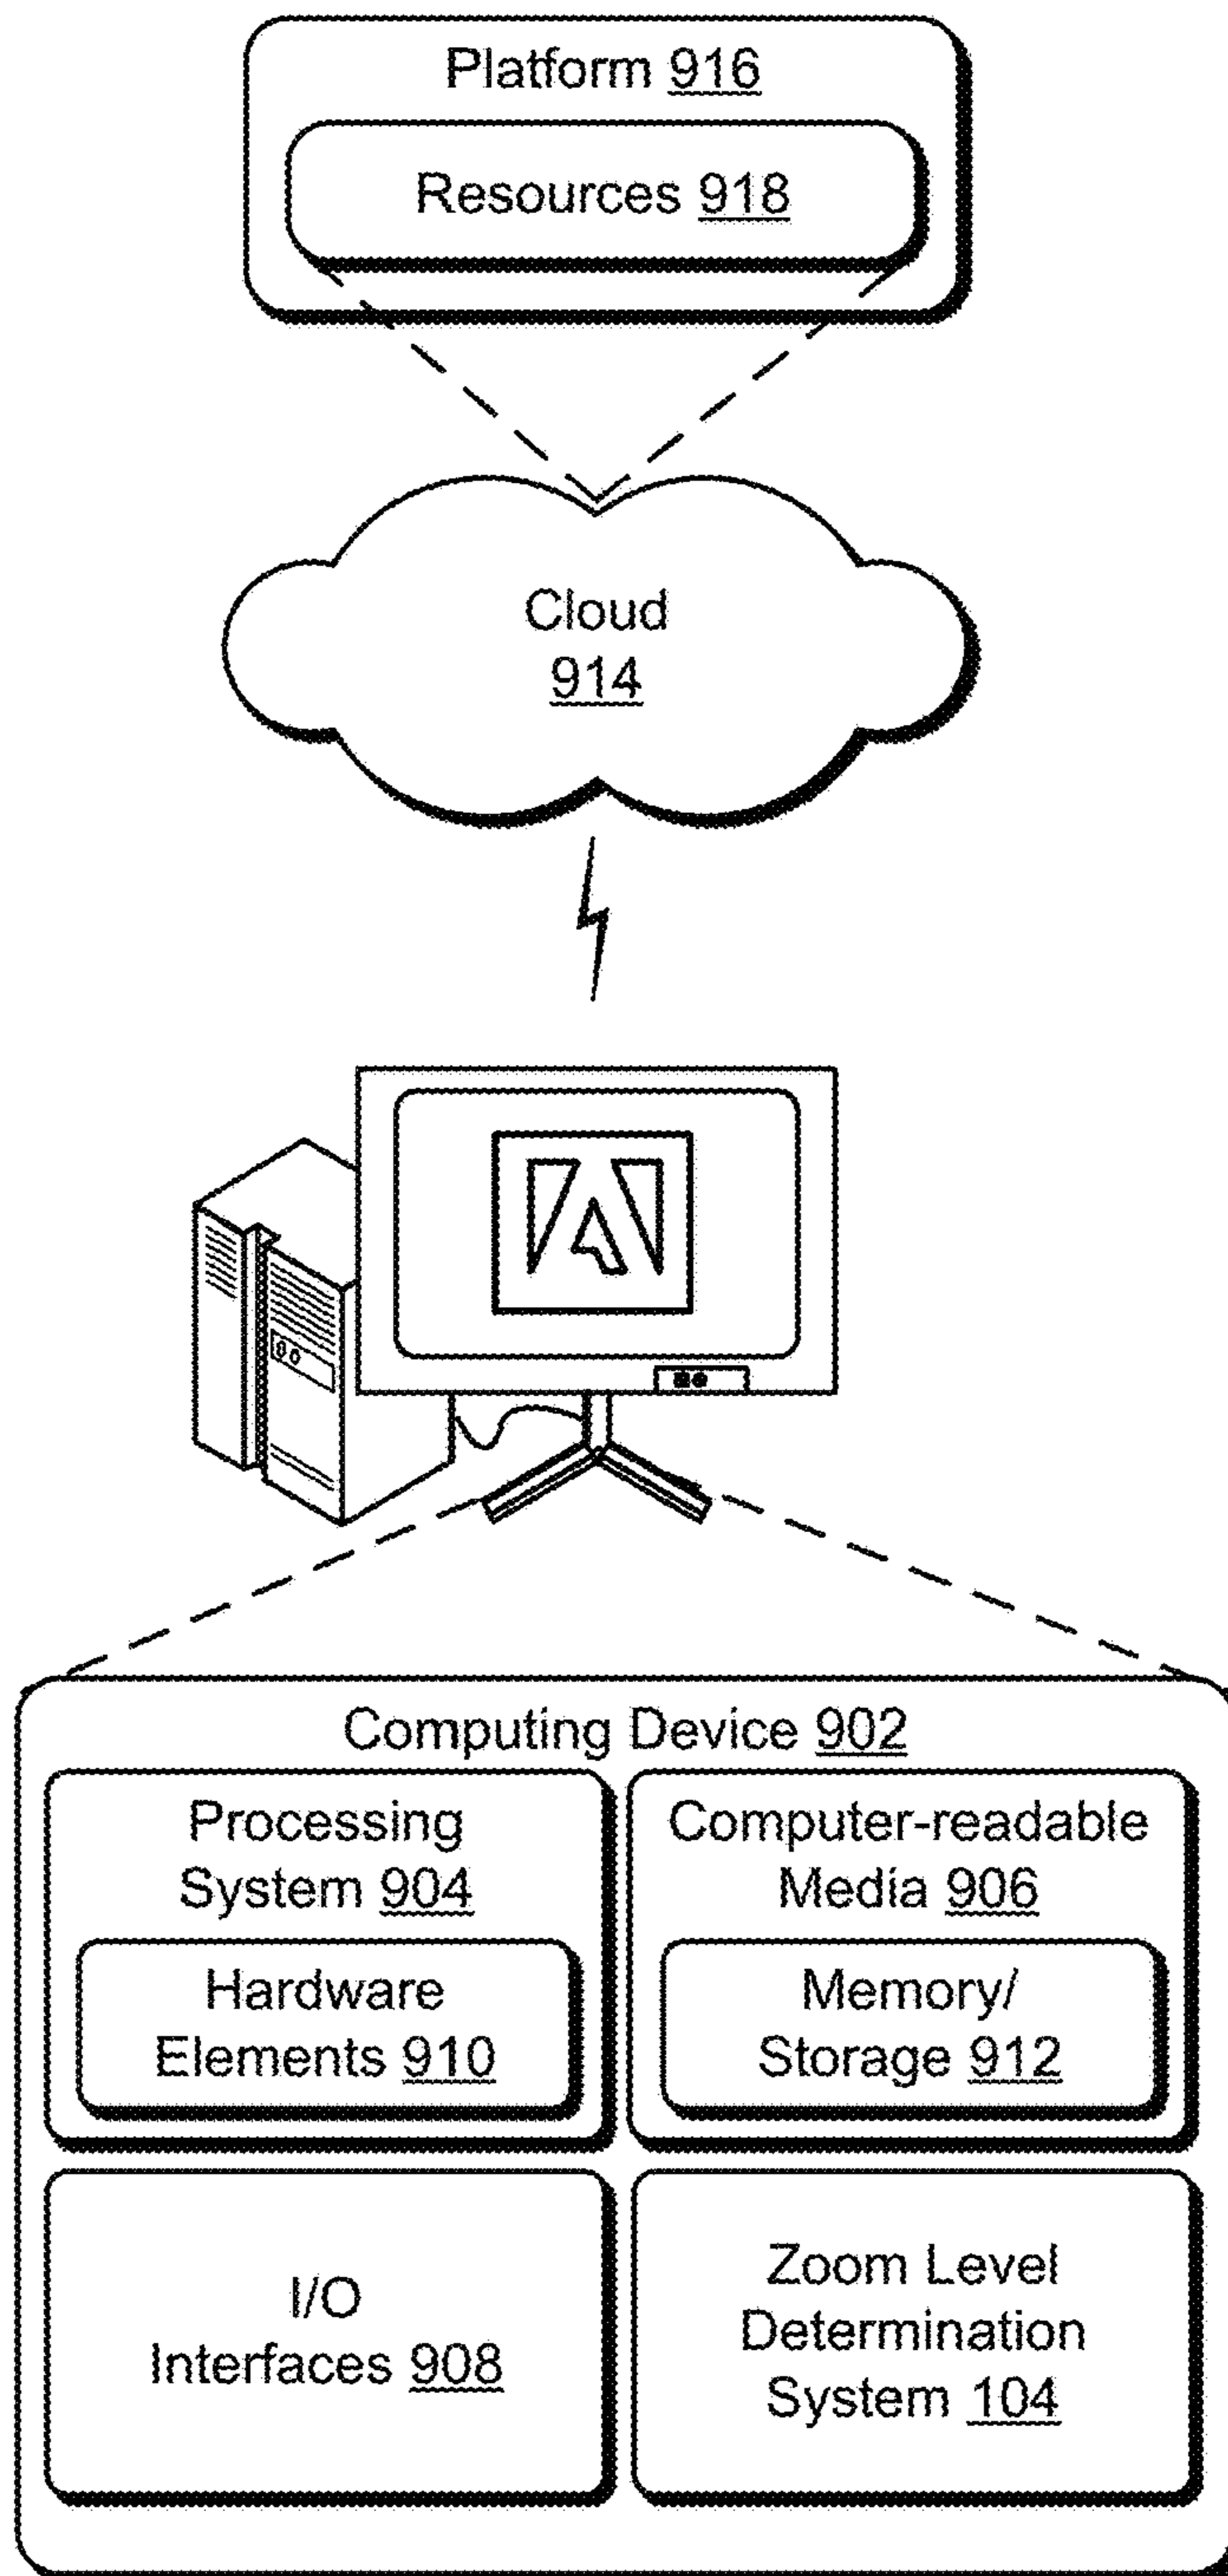 Platform 916
Resources 918
Cloud
914
Computing Device 902
Processing
System 904
Hardware
Elements 910
Computer-readable
Media 906
Memory/
Storage 912
I/O
Interfaces 908
Zoom Level
Determination
System 104